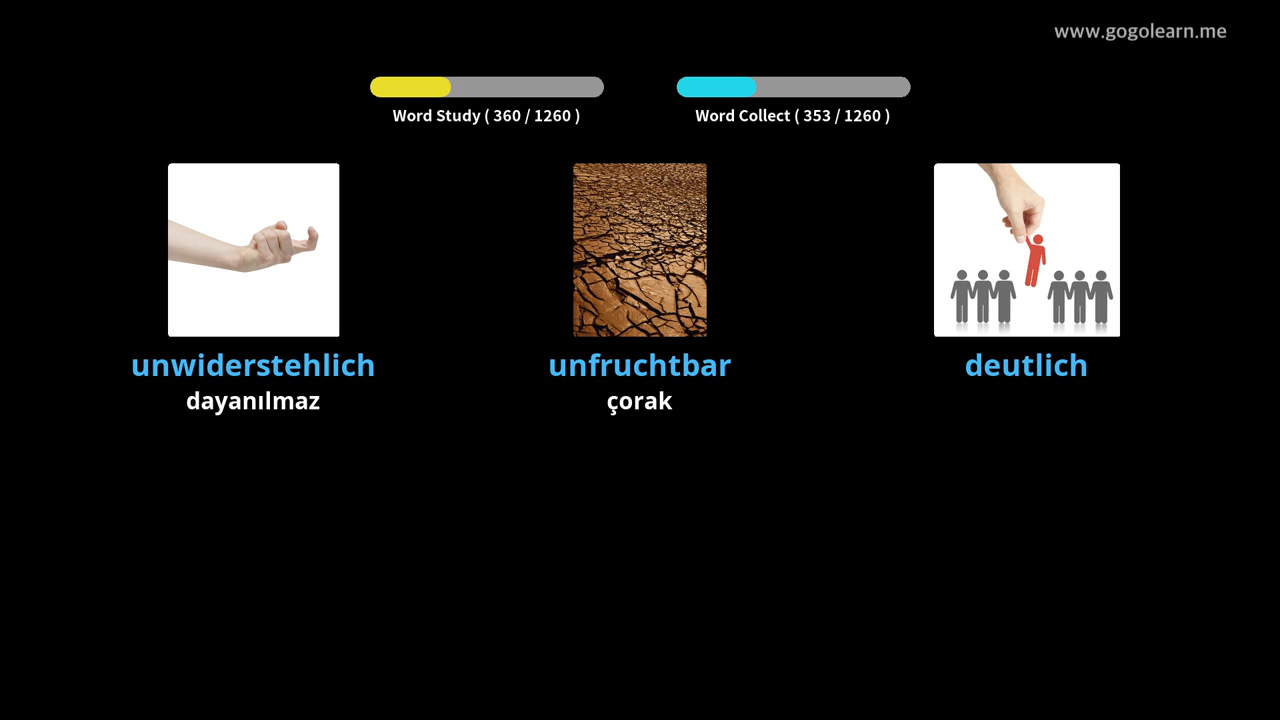 www.gogolearn.me
Word Study ( 360 / 1260 )
Word Collect ( 353 / 1260 )
unwiderstehlich
dayanılmaz
unfruchtbar
çorak
deutlich